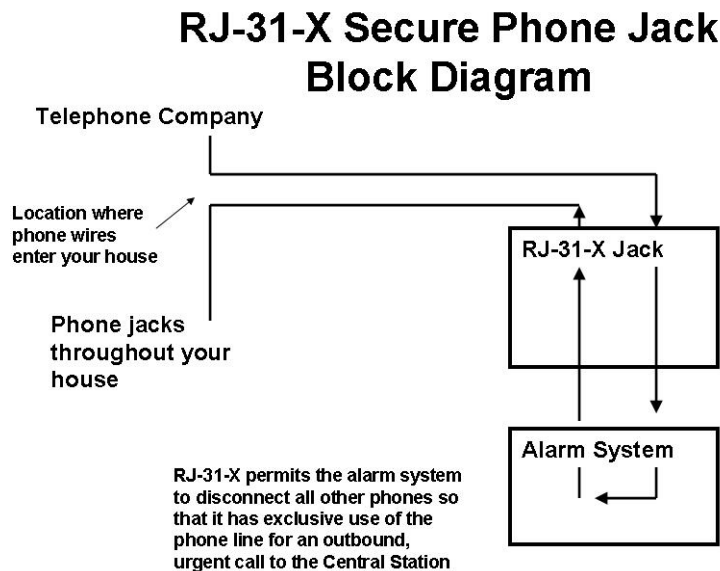 RJ-31-X Secure Phone Jack
Block Diagram
Telephone Company
Location where
phone wires
enter your house
RJ-31-X Jack
Phone jacks
throughout your
house
Alarm System
RJ-31-X permits the alarm system
to disconnect all other phones so
that it has exclusive use of the
phone line for an outbound,
urgent call to the Central Station